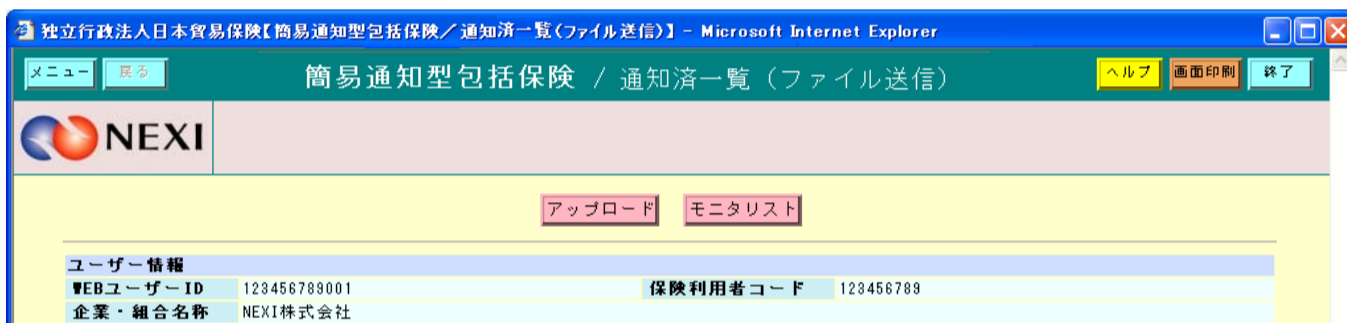 独立行政法人日本貿易保険【簡易通知型包括保険／通知済一覧(ファイル送信)】 - Microsoft Internet Explorer
メニュー 戻る 簡易通知型包括保険 / 通知済一覧（ファイル送信） ヘルプ 画面印刷 終了
NEXI
アップロード モニタリスト
ユーザー情報
WEBユーザーID 123456789001 保険利用者コード 123456789
企業・組合名称 NEXI株式会社